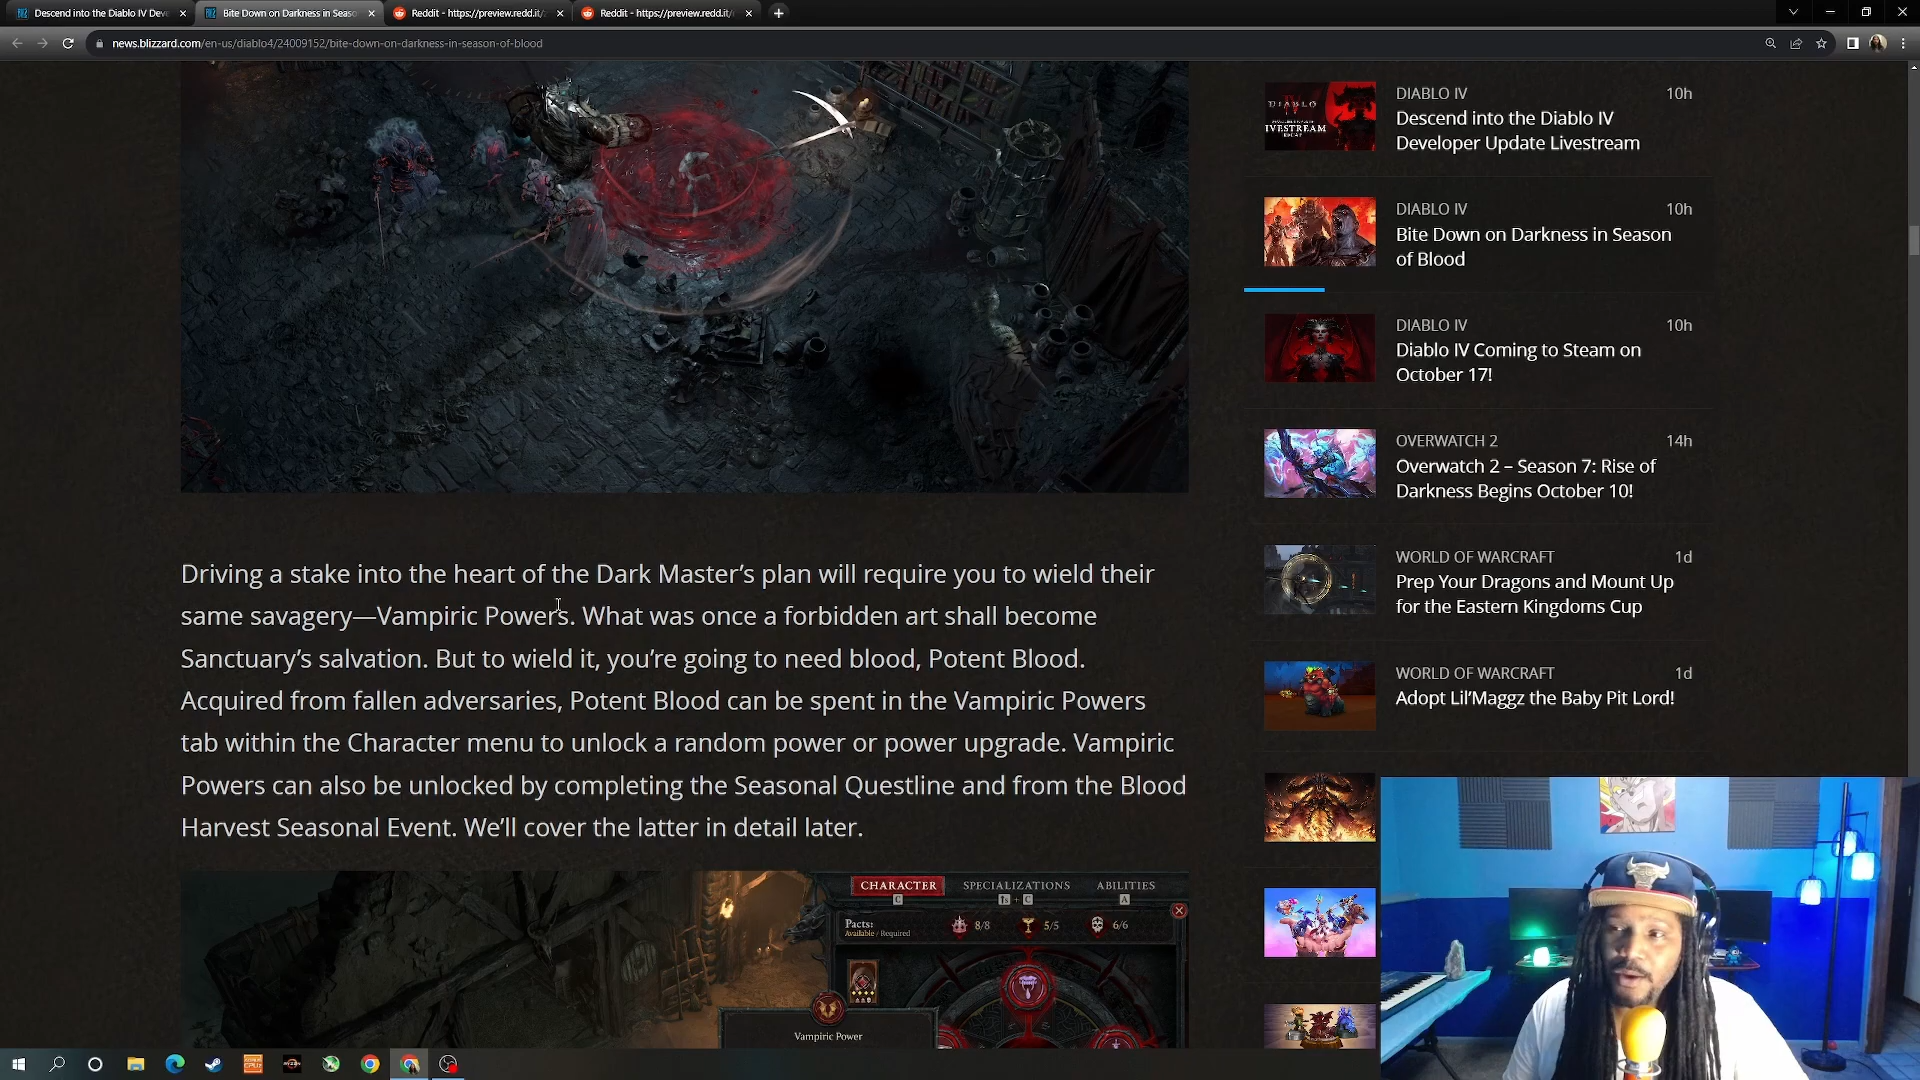 Descend into the Diablo IV Deve
Bite Down on Darkness in Seaso
Reddit - https://preview.redd.it/
Reddit - https://preview.redd.it/
news.blizzard.com/en-us/diablo4/24009152/bite-down-on-darkness-in-season-of-blood
DIABLO IV 10h
Descend into the Diablo IV
Developer Update Livestream
DIABLO
LIVESTREAM
DIABLO IV 10h
Bite Down on Darkness in Season
of Blood
DIABLO IV 10h
Diablo IV Coming to Steam on
October 17!
OVERWATCH 2 14h
Overwatch 2 – Season 7: Rise of
Darkness Begins October 10!
WORLD OF WARCRAFT 1d
Prep Your Dragons and Mount Up
for the Eastern Kingdoms Cup
WORLD OF WARCRAFT 1d
Adopt Lil’Maggz the Baby Pit Lord!
Driving a stake into the heart of the Dark Master’s plan will require you to wield their
same savagery—Vampiric Powers. What was once a forbidden art shall become
Sanctuary’s salvation. But to wield it, you’re going to need blood, Potent Blood.
Acquired from fallen adversaries, Potent Blood can be spent in the Vampiric Powers
tab within the Character menu to unlock a random power or power upgrade. Vampiric
Powers can also be unlocked by completing the Seasonal Questline and from the Blood
Harvest Seasonal Event. We’ll cover the latter in detail later.
CHARACTER SPECIALIZATIONS ABILITIES
C + C A
Pacts: 8/8 5/5 6/6
Available / Required
Vampiric Power